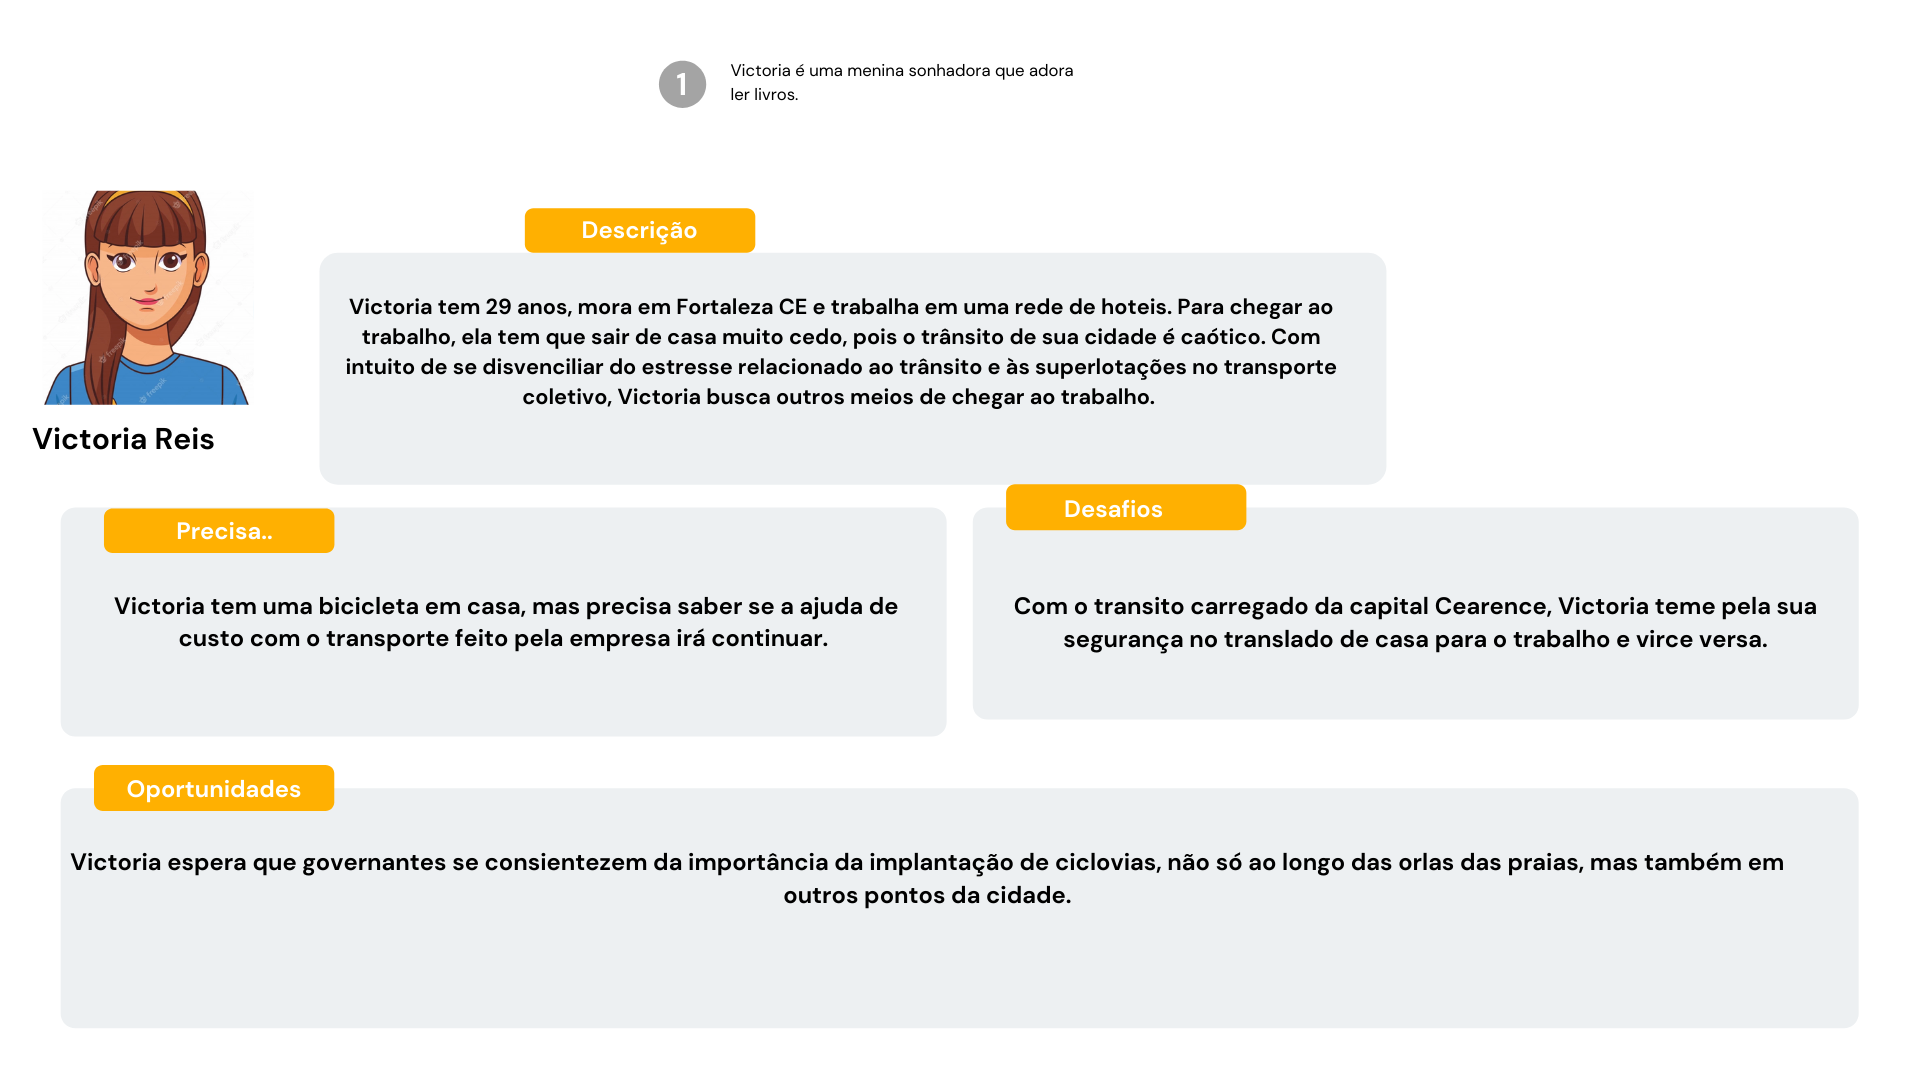 1
Victoria é uma menina sonhadora que adora
ler livros.
Descrição
Victoria tem 29 anos, mora em Fortaleza CE e trabalha em uma rede de hoteis. Para chegar ao
trabalho, ela tem que sair de casa muito cedo, pois o trânsito de sua cidade é caótico. Com
intuito de se disvenciliar do estresse relacionado ao trânsito e às superlotações no transporte
coletivo, Victoria busca outros meios de chegar ao trabalho.
Victoria Reis
Precisa..
Victoria tem uma bicicleta em casa, mas precisa saber se a ajuda de
custo com o transporte feito pela empresa irá continuar.
Desafios
Com o transito carregado da capital Cearence, Victoria teme pela sua
segurança no translado de casa para o trabalho e virce versa.
Oportunidades
Victoria espera que governantes se consientezem da importância da implantação de ciclovias, não só ao longo das orlas das praias, mas também em
outros pontos da cidade.